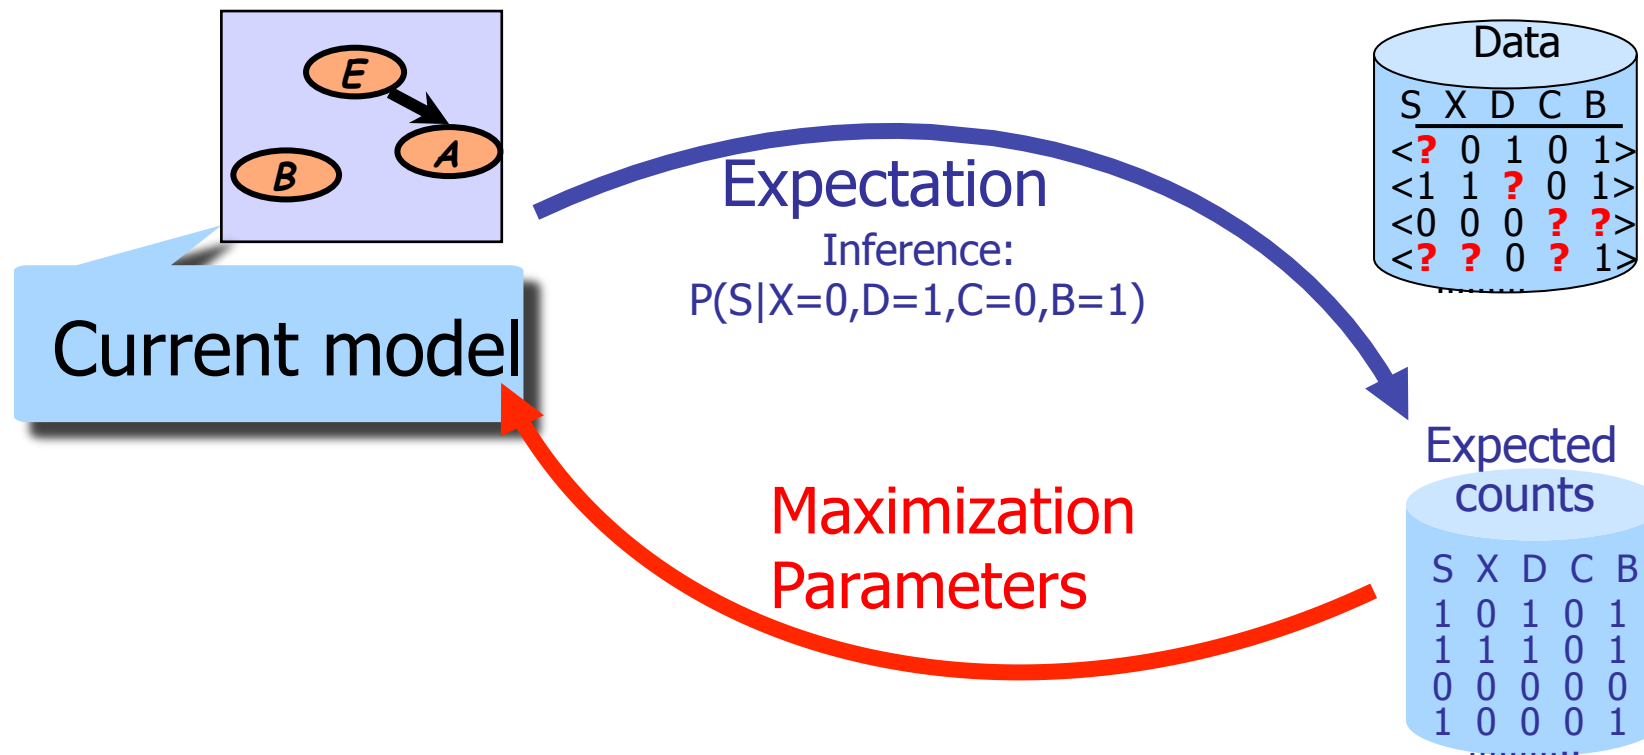 E
A
B
Current model
Expectation
Inference:
P(S|X=0,D=1,C=0,B=1)
Maximization
Parameters
Data
S X D C B
<? 0 1 0 1>
<1 1 ? 0 1>
<0 0 0 ? ?>
<? ? 0 ? 1>
.........
Expected
counts
S X D C B
1 0 1 0 1
1 1 1 0 1
0 0 0 0 0
1 0 0 0 1
..........